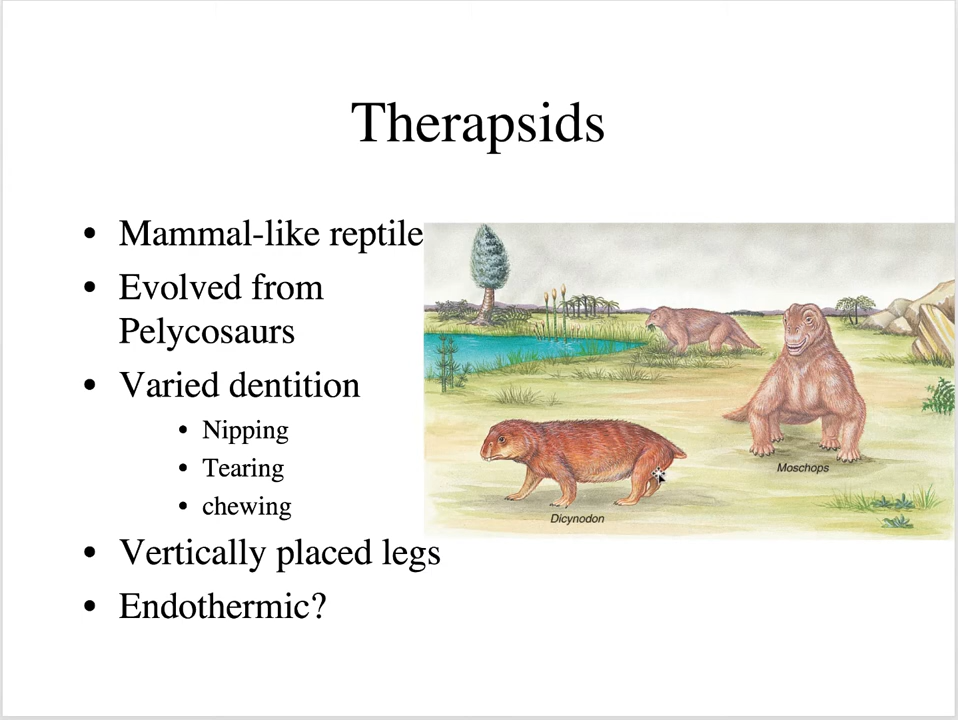 Therapsids
• Mammal-like reptile
• Evolved from
Pelycosaurs
• Varied dentition
• Nipping
• Tearing
• chewing
• Vertically placed legs
• Endothermic?
Moschops
Dicynodon